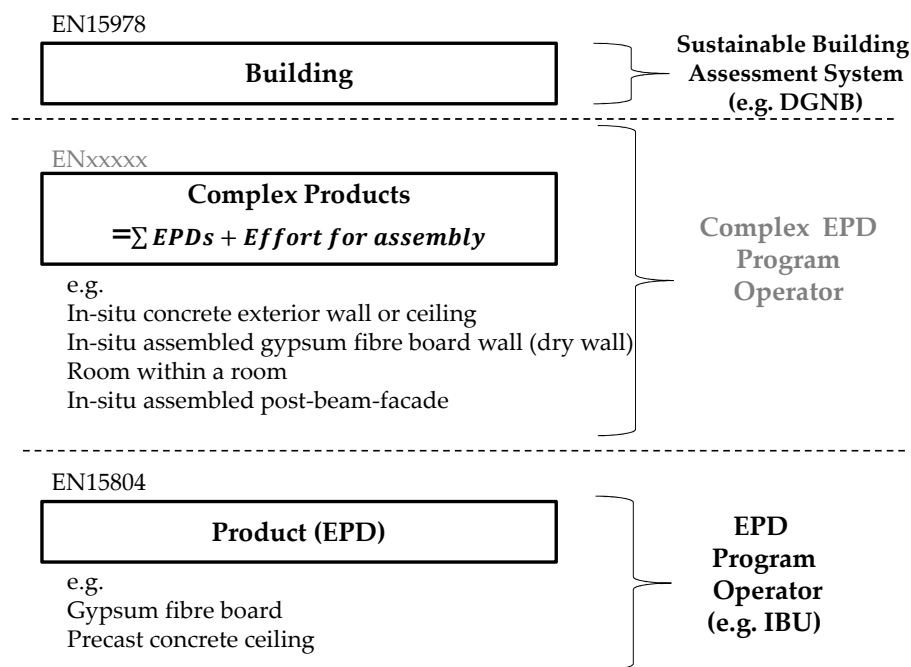 EN15978
Building
Sustainable Building
Assessment System
(e.g. DGNB)
ENxxxxx
Complex Products
=∑ EPDs + Effort for assembly
Complex EPD
Program
Operator
e.g.
In-situ concrete exterior wall or ceiling
In-situ assembled gypsum fibre board wall (dry wall)
Room within a room
In-situ assembled post-beam-facade
EN15804
Product (EPD)
EPD
Program
Operator
(e.g. IBU)
e.g.
Gypsum fibre board
Precast concrete ceiling